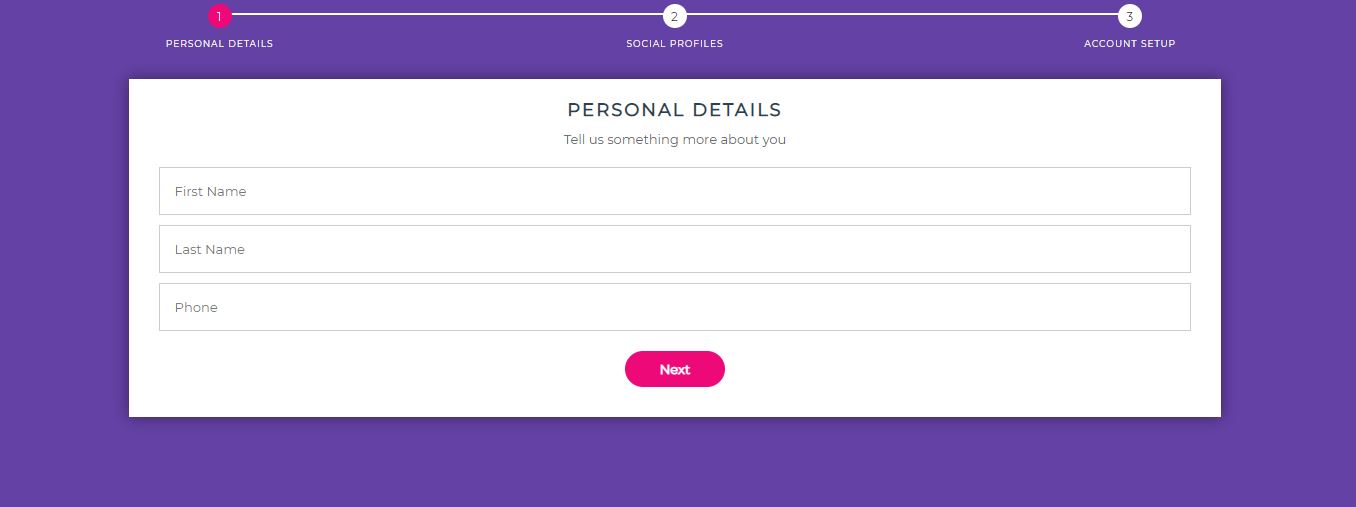 1 2 3
PERSONAL DETAILS SOCIAL PROFILES ACCOUNT SETUP
PERSONAL DETAILS
Tell us something more about you
First Name
Last Name
Phone
Next